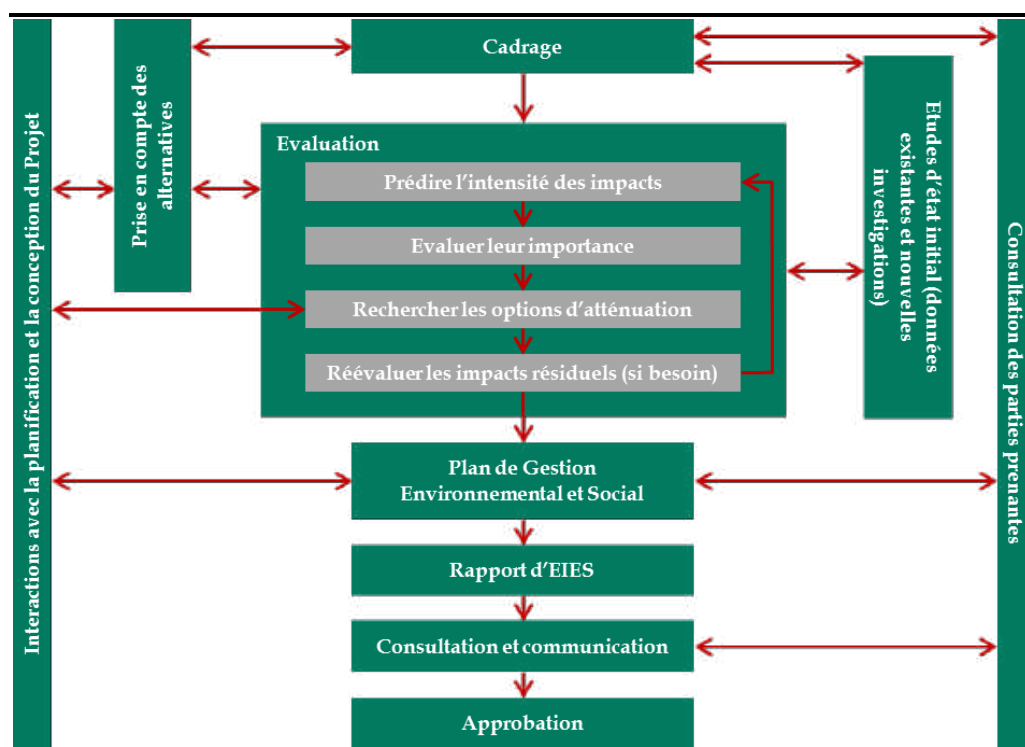 Interactions avec la planification et la conception du Projet
Prise en compte des
alternatives
Cadrage
Evaluation
Prédire l'intensité des impacts
Evaluer leur importance
Rechercher les options d'atténuation
Réévaluer les impacts résiduels (si besoin)
Plan de Gestion
Environnemental et Social
Rapport d'EIES
Consultation et communication
Approbation
Etudes d'état initial (données
existantes et nouvelles
investigations)
Consultation des parties prenantes